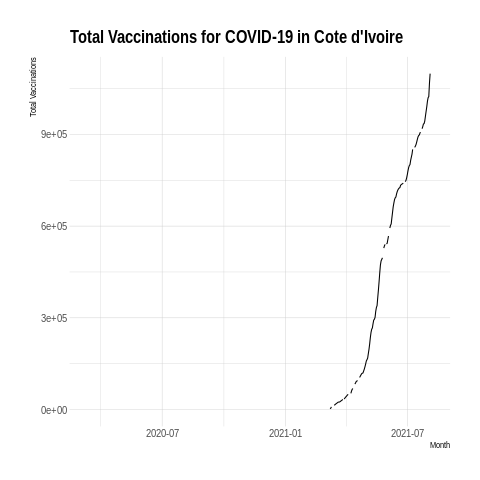 Total Vaccinations for COVID-19 in Cote d'Ivoire
Total Vaccinations
9e+05
6e+05
3e+05
0e+00
2020-07
2021-01
2021-07
Month